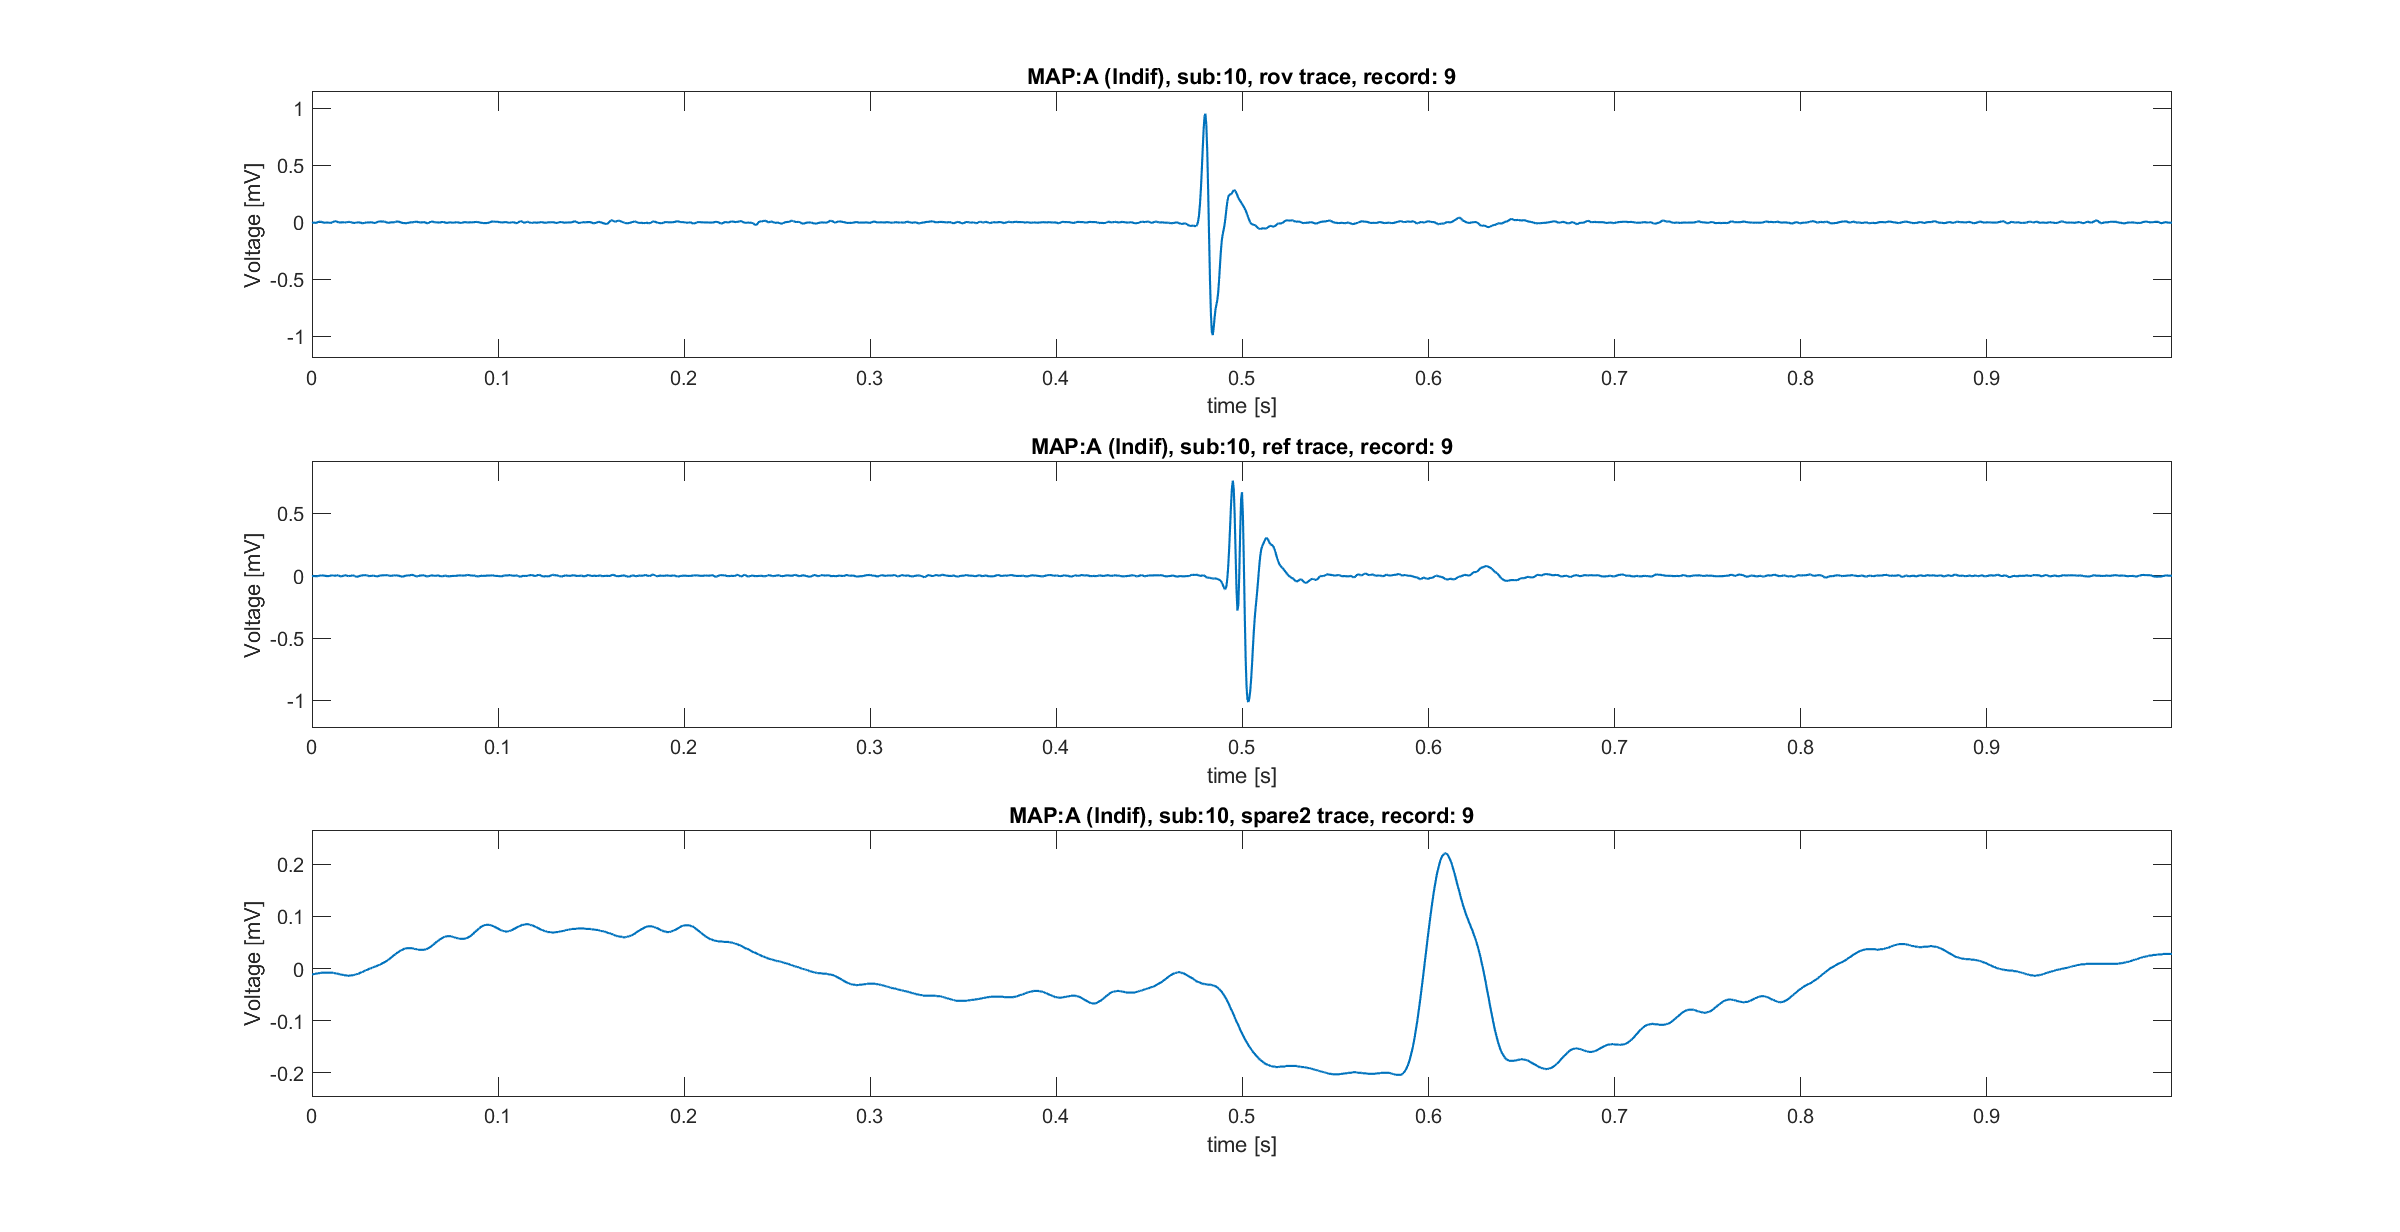 MAP:A (Indif), sub:10, rov trace, record: 9
1
0.5
0
-0.5
-1
Voltage [mV]
0 0.1 0.2 0.3 0.4 0.5 0.6 0.7 0.8 0.9
time [s]
MAP:A (Indif), sub:10, ref trace, record: 9
0.5
0
-0.5
-1
Voltage [mV]
0 0.1 0.2 0.3 0.4 0.5 0.6 0.7 0.8 0.9
time [s]
MAP:A (Indif), sub:10, spare2 trace, record: 9
0.2
0.1
0
-0.1
-0.2
Voltage [mV]
0 0.1 0.2 0.3 0.4 0.5 0.6 0.7 0.8 0.9
time [s]